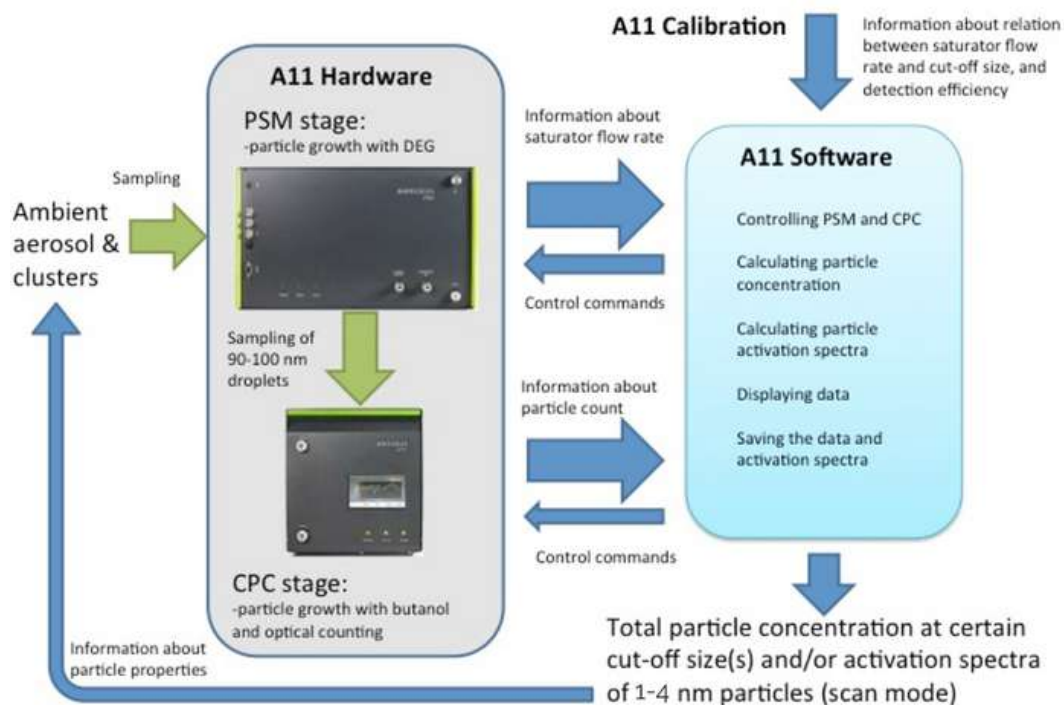 A11 Calibration
Information about relation
between saturator flow
rate and cut-off size, and
detection efficiency
A11 Hardware
PSM stage:
-particle growth with DEG
Sampling
Ambient
aerosol &
clusters
Sampling of
90-100 nm
droplets
CPC stage:
-particle growth with butanol
and optical counting
Information about
saturator flow rate
Control commands
Information about
particle count
Control commands
A11 Software
Controlling PSM and CPC
Calculating particle
concentration
Calculating particle
activation spectra
Displaying data
Saving the data and
activation spectra
Total particle concentration at certain
cut-off size(s) and/or activation spectra
of 1-4 nm particles (scan mode)
Information about
particle properties